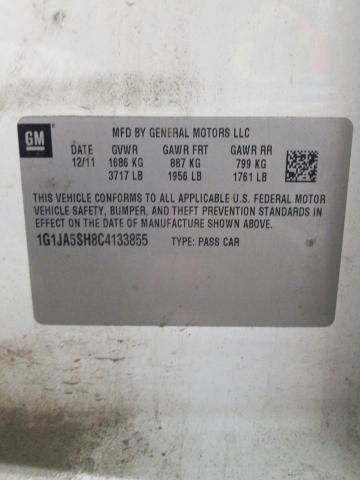 GM
MFD BY GENERAL MOTORS LLC
DATE GVWR GAWR FRT GAWR RR
12/11 1686 KG 887 KG 799 KG
3717 LB 1956 LB 1761 LB
THIS VEHICLE CONFORMS TO ALL APPLICABLE U.S. FEDERAL MOTOR
VEHICLE SAFETY, BUMPER, AND THEFT PREVENTION STANDARDS IN
EFFECT ON THE DATE OF MANUFACTURE SHOWN ABOVE.
1G1JA5SH8C4133855 TYPE: PASS CAR